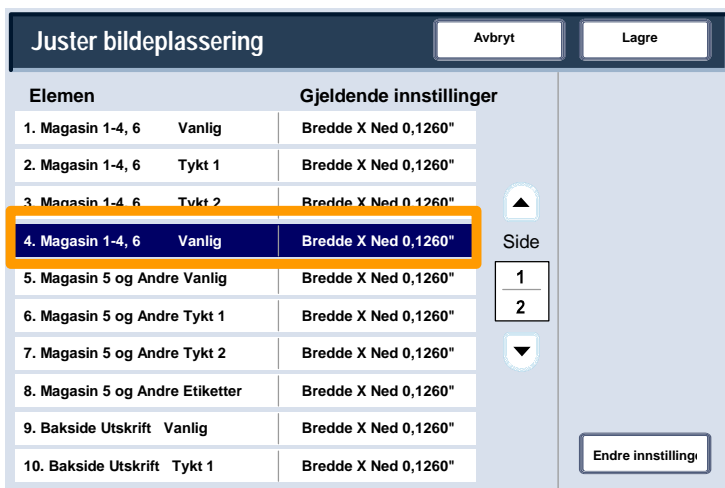 Juster bildeplassering Avbryt Lagre
Elemen Gjeldende innstillinger
1. Magasin 1-4, 6 Vanlig Bredde X Ned 0,1260"
2. Magasin 1-4, 6 Tykt 1 Bredde X Ned 0,1260"
3. Magasin 1-4, 6 Tykt 2 Bredde X Ned 0,1260"
4. Magasin 1-4, 6 Vanlig Bredde X Ned 0,1260"
Side
5. Magasin 5 og Andre Vanlig Bredde X Ned 0,1260"
1
6. Magasin 5 og Andre Tykt 1 Bredde X Ned 0,1260"
2
7. Magasin 5 og Andre Tykt 2 Bredde X Ned 0,1260"
8. Magasin 5 og Andre Etiketter Bredde X Ned 0,1260"
9. Bakside Utskrift Vanlig Bredde X Ned 0,1260"
10. Bakside Utskrift Tykt 1 Bredde X Ned 0,1260"
Endre innstilling